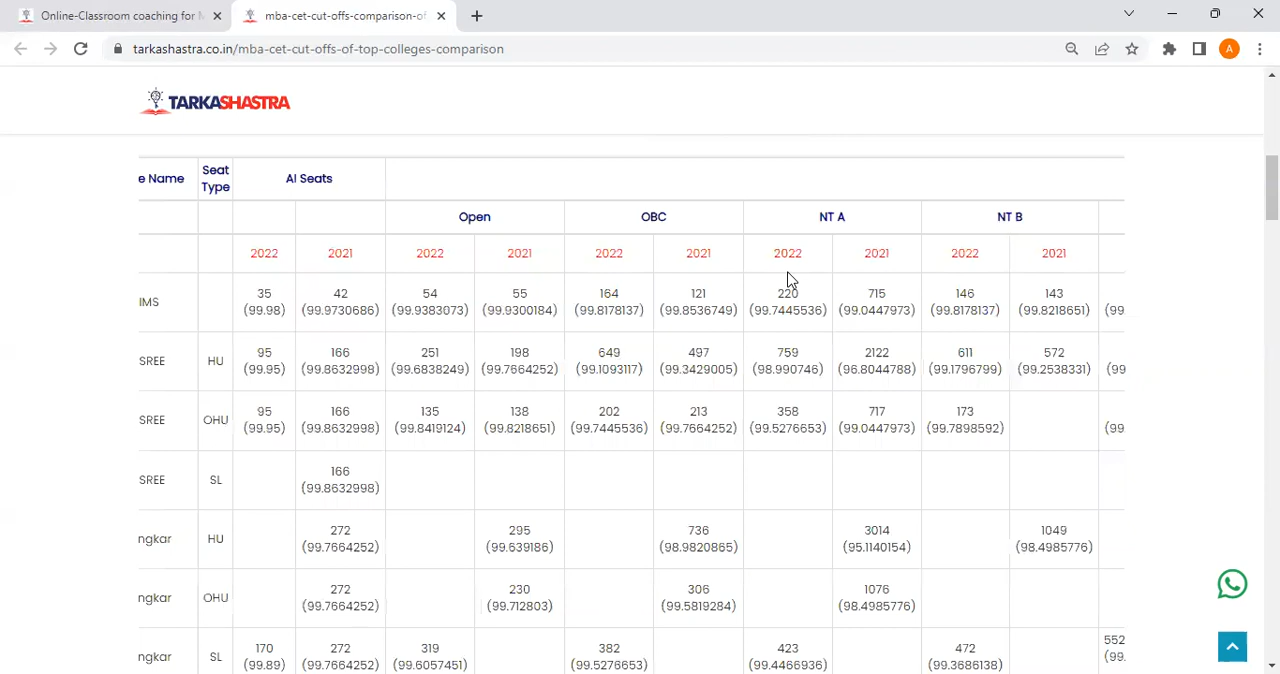 Online-Classroom coaching for
mba-cet-cut-offs-comparison-of
tarkashastra.co.in/mba-cet-cut-offs-of-top-colleges-comparison
A
TARKASHASTRA
e Name Seat Type AI Seats
Open OBC NT A NT B
2022 2021 2022 2021 2022 2021 2022 2021 2022 2021
35 42 54 55 164 121 220 715 146 143
IMS
(99.98) (99.9730986) (99.9383073) (99.9300184) (99.8178137) (99.8536749) (99.7445536) (99.0447973) (99.8178137) (99.8218651) (99
95 166 251 198 649 497 759 2122 611 572
SREE HU
(99.95) (99.8632998) (99.6838249) (99.7664252) (99.1093117) (99.3429005) (98.990746) (96.8044788) (99.1796799) (99.2538331) (99
95 166 135 138 202 213 358 717 173
SREE OHU
(99.95) (99.8632998) (99.8419124) (99.8218651) (99.7445536) (99.7664252) (99.5276653) (99.0447973) (99.7898592) (99.
166
SREE SL
(99.8632998)
272 295 736 3014 1049
ngkar HU
(99.7664252) (99.639186) (98.9820865) (95.1140154) (98.4985776)
272 230 306 1076
ngkar OHU
(99.7664252) (99.712803) (99.5819284) (98.4985776)
170 272 319 382 423 472 552
ngkar SL
(99.89) (99.7664252) (99.6057451) (99.5276653) (99.4466936) (99.3686138) (99.